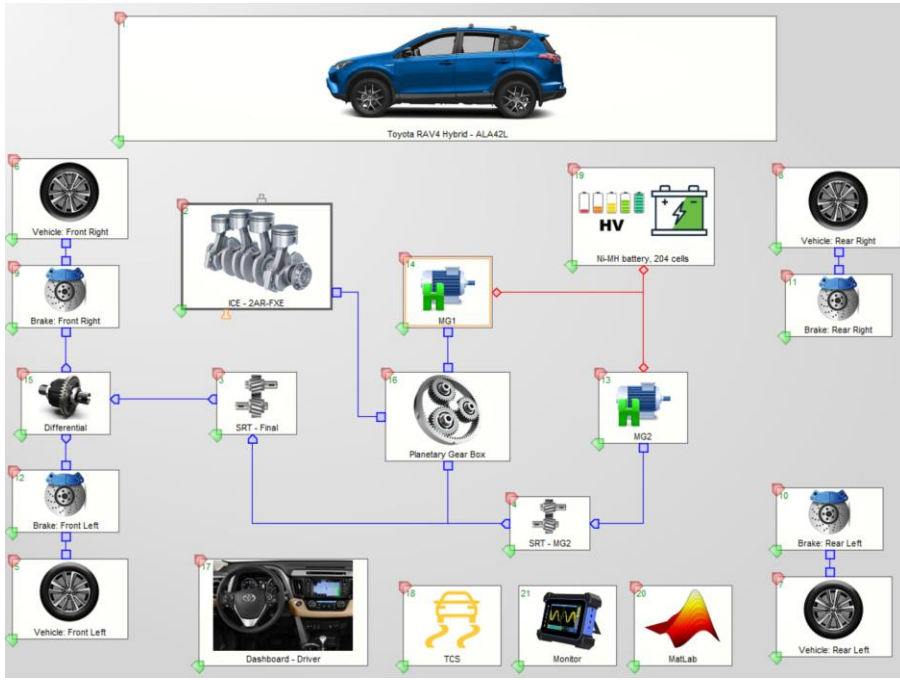 1
Toyota RAV4 Hybrid - ALA42L
6
Vehicle: Front Right
2
ICE - 2AR-FXE
19
HV
Ni-MH battery, 204 cells
8
Vehicle: Rear Right
9
Brake: Front Right
14
MG1
11
Brake: Rear Right
15
Differential
3
SRT - Final
16
Planetary Gear Box
13
MG2
12
Brake: Front Left
4
SRT - MG2
10
Brake: Rear Left
5
Vehicle: Front Left
17
Dashboard - Driver
18
TCS
21
Monitor
20
MatLab
7
Vehicle: Rear Left